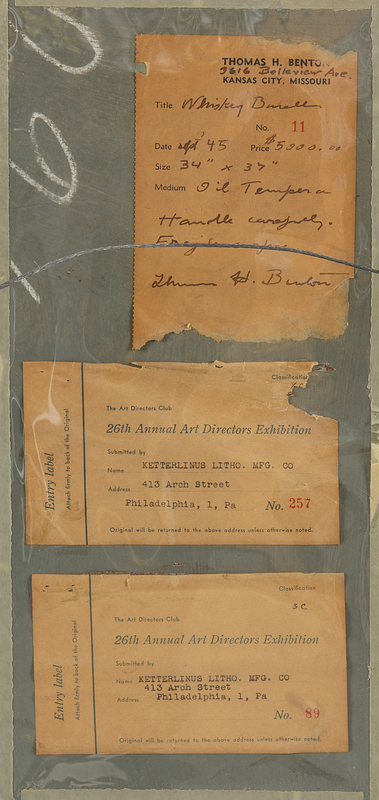 THOMAS H. BENTON
3616 Belleview Ave.
KANSAS CITY, MISSOURI
Title Whiskey Barrels
No. 11
Date '45 Price $5000.00
Size 34" x 37"
Medium Oil Tempera
Handle carefully.
Thomas H. Benton
Classification
The Art Directors Club
26th Annual Art Directors Exhibition
Submitted by
Name KETTERLINUS LITHO. MFG. CO
Address 413 Arch Street
Philadelphia, 1, Pa
No. 257
Original will be returned to the above address unless otherwise noted.
Entry label
Attach firmly to back of the Original
Classification
3C.
The Art Directors Club
26th Annual Art Directors Exhibition
Submitted by
Name KETTERLINUS LITHO. MFG. CO
413 Arch Street
Address Philadelphia, 1, Pa
No. 89
Original will be returned to the above address unless otherwise noted.
Entry label
Attach firmly to back of the Original